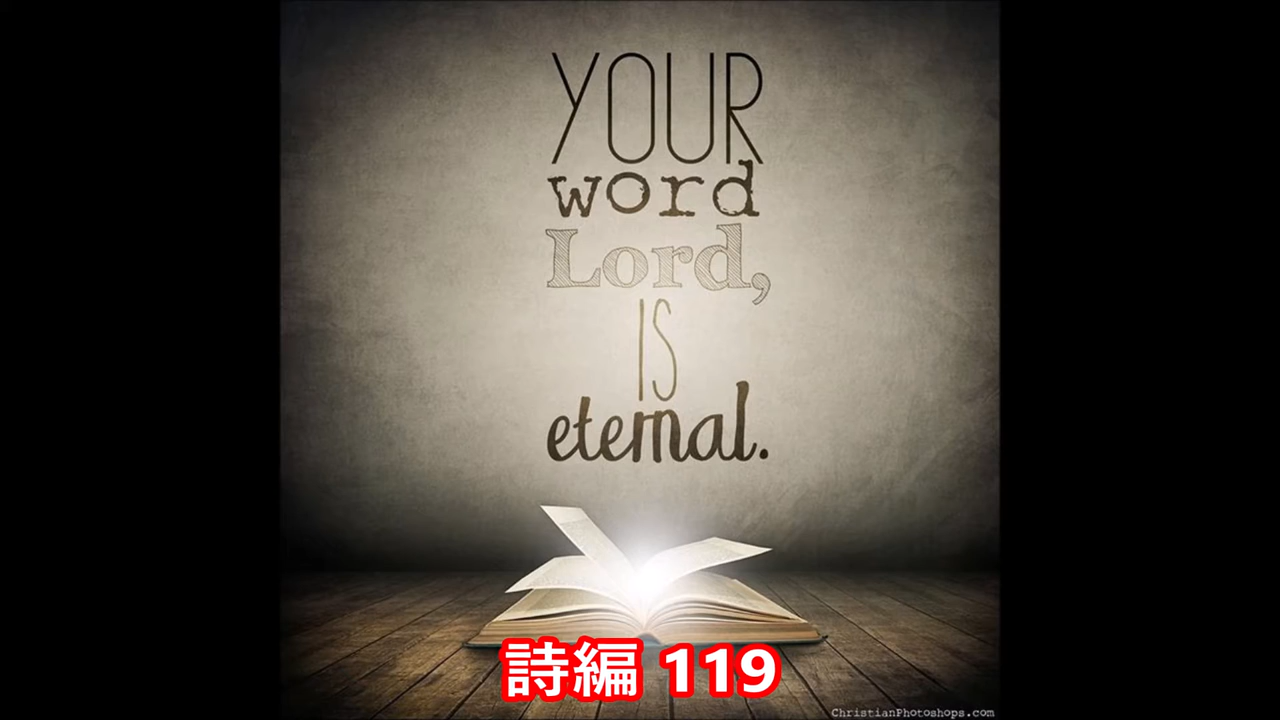 YOUR
word
Lord,
IS
eternal.
詩編 119
ChristianPhotoshops.com